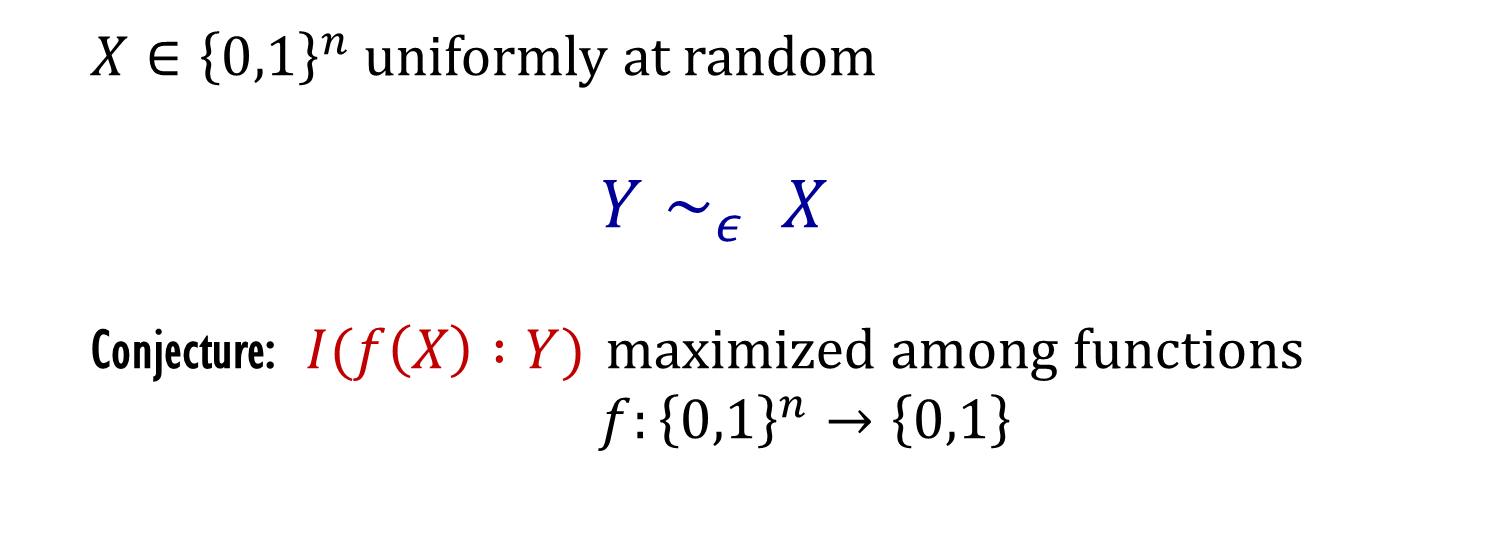 X ∈ {0,1}ⁿ uniformly at random
Y ~_ϵ X
Conjecture: I(f(X) : Y) maximized among functions
f: {0,1}ⁿ → {0,1}